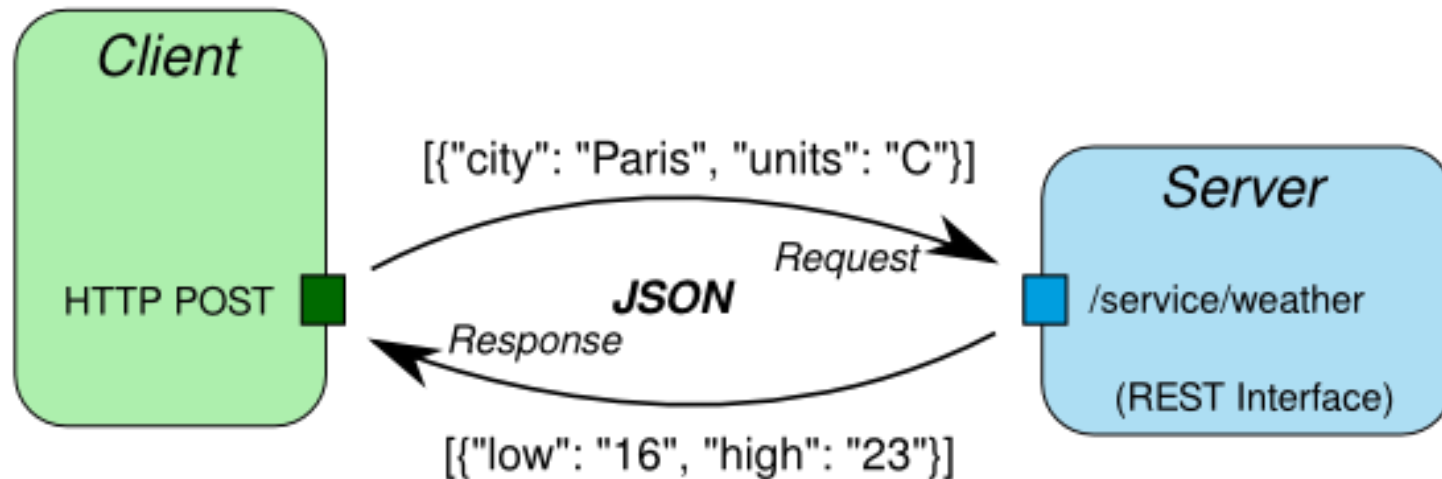 Client
[{"city": "Paris", "units": "C"}]
Server
Request
HTTP POST
JSON
/service/weather
Response
(REST Interface)
[{"low": "16", "high": "23"}]